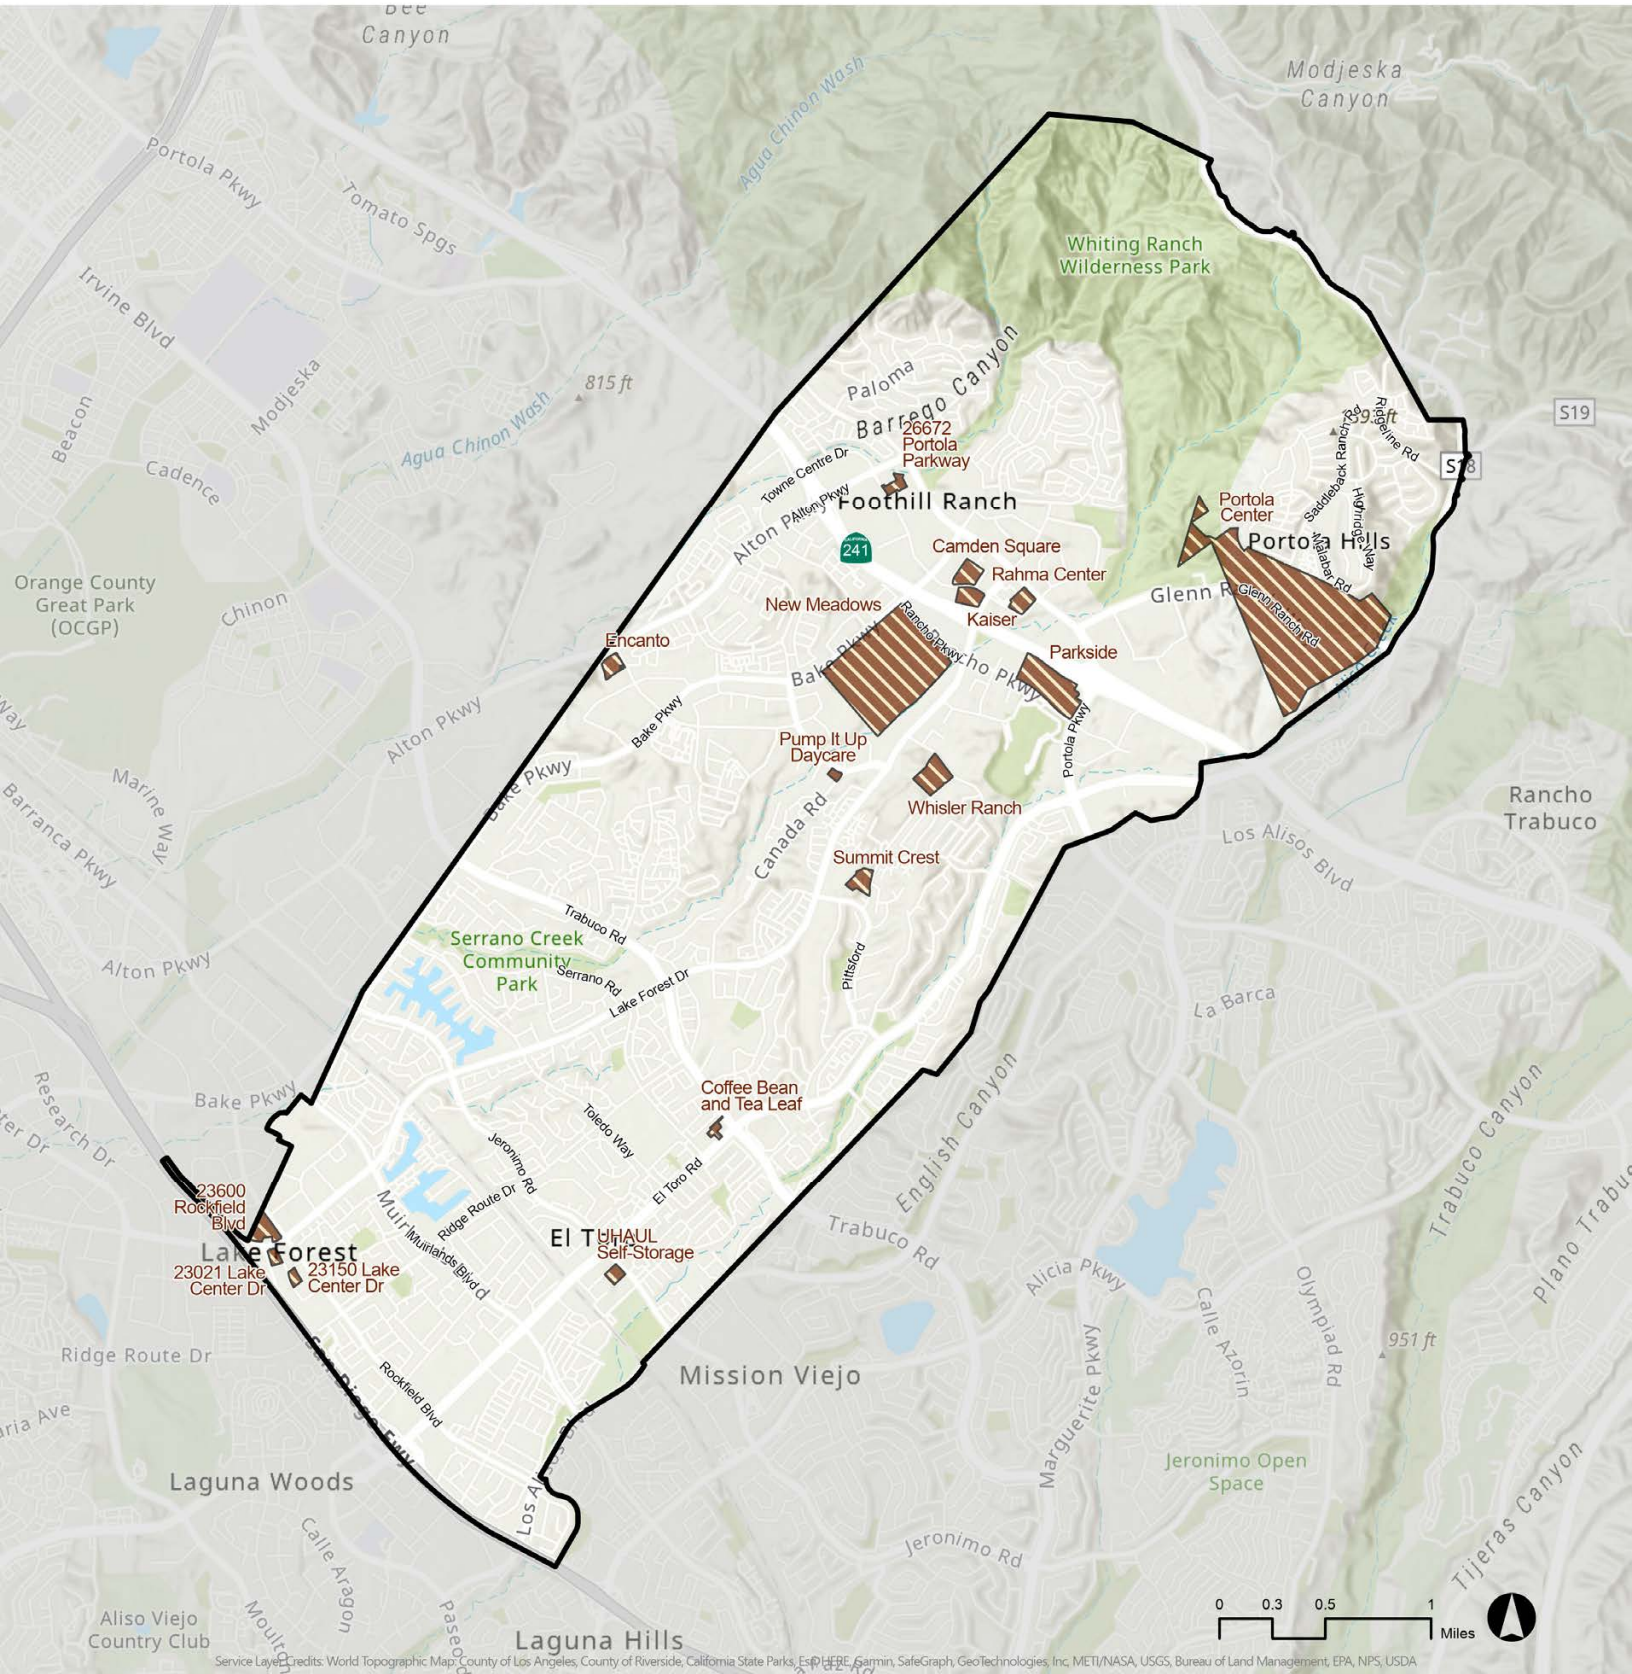 Bee
Canyon
Modjeska
Canyon
Agua Chinon Wash
Portola Pkwy
Tomato Spgs
Whiting Ranch
Wilderness Park
Irvine Blvd
Modjeska
815 ft
Beacon
Agua Chinon Wash
Cadence
Paloma
Barrego Canyon
S19
Ridgeline Rd
Saddleback Ranch Rd
S18
26672
Portola
Parkway
Towne Centre Dr
Alton Pkwy
Foothill Ranch
Alton
Portola
Center
Highridge Way
Portola Hills
Malabar Rd
241
Camden Square
Rahma Center
Orange County
Great Park
(OCGP)
Chinon
New Meadows
Kaiser
Glenn
Glenn Ranch Rd
Rancho Pkwy
Encanto
Bake Pkwy
Parkside
Alton Pkwy
Bake Pkwy
Portola Pkwy
Pump It Up
Daycare
Bake Pkwy
Marine Way
Barranca Pkwy
Whisler Ranch
Rancho
Trabuco
Canada Rd
Los Alisos Blvd
Summit Crest
Trabuco Rd
Serrano Creek
Community
Park
Serrano Rd
Lake Forest Dr
Pittsford
Alton Pkwy
La Barca
Research Dr
Bake Pkwy
Coffee Bean
and Tea Leaf
Toledo Way
Jeronimo Rd
English Canyon
Trabuco Canyon
El Toro Rd
Ridge Route Dr
23600
Rockfield
Blvd
Lake Forest
23021 Lake
Center Dr
23150 Lake
Center Dr
Muirlands Blvd
El T
UHAUL
Self-Storage
Trabuco Rd
Alicia Pkwy
Plano Trabuco
Calle Azorin
Olympiad Rd
951 ft
Ridge Route Dr
San Diego Fwy
Rockfield Blvd
Mission Viejo
Marguerite Pkwy
Laguna Woods
Jeronimo Open
Space
Jeronimo Rd
Tijeras Canyon
Calle Aragon
Aliso Viejo
Country Club
Laguna Hills
0 0.3 0.5 1
Miles